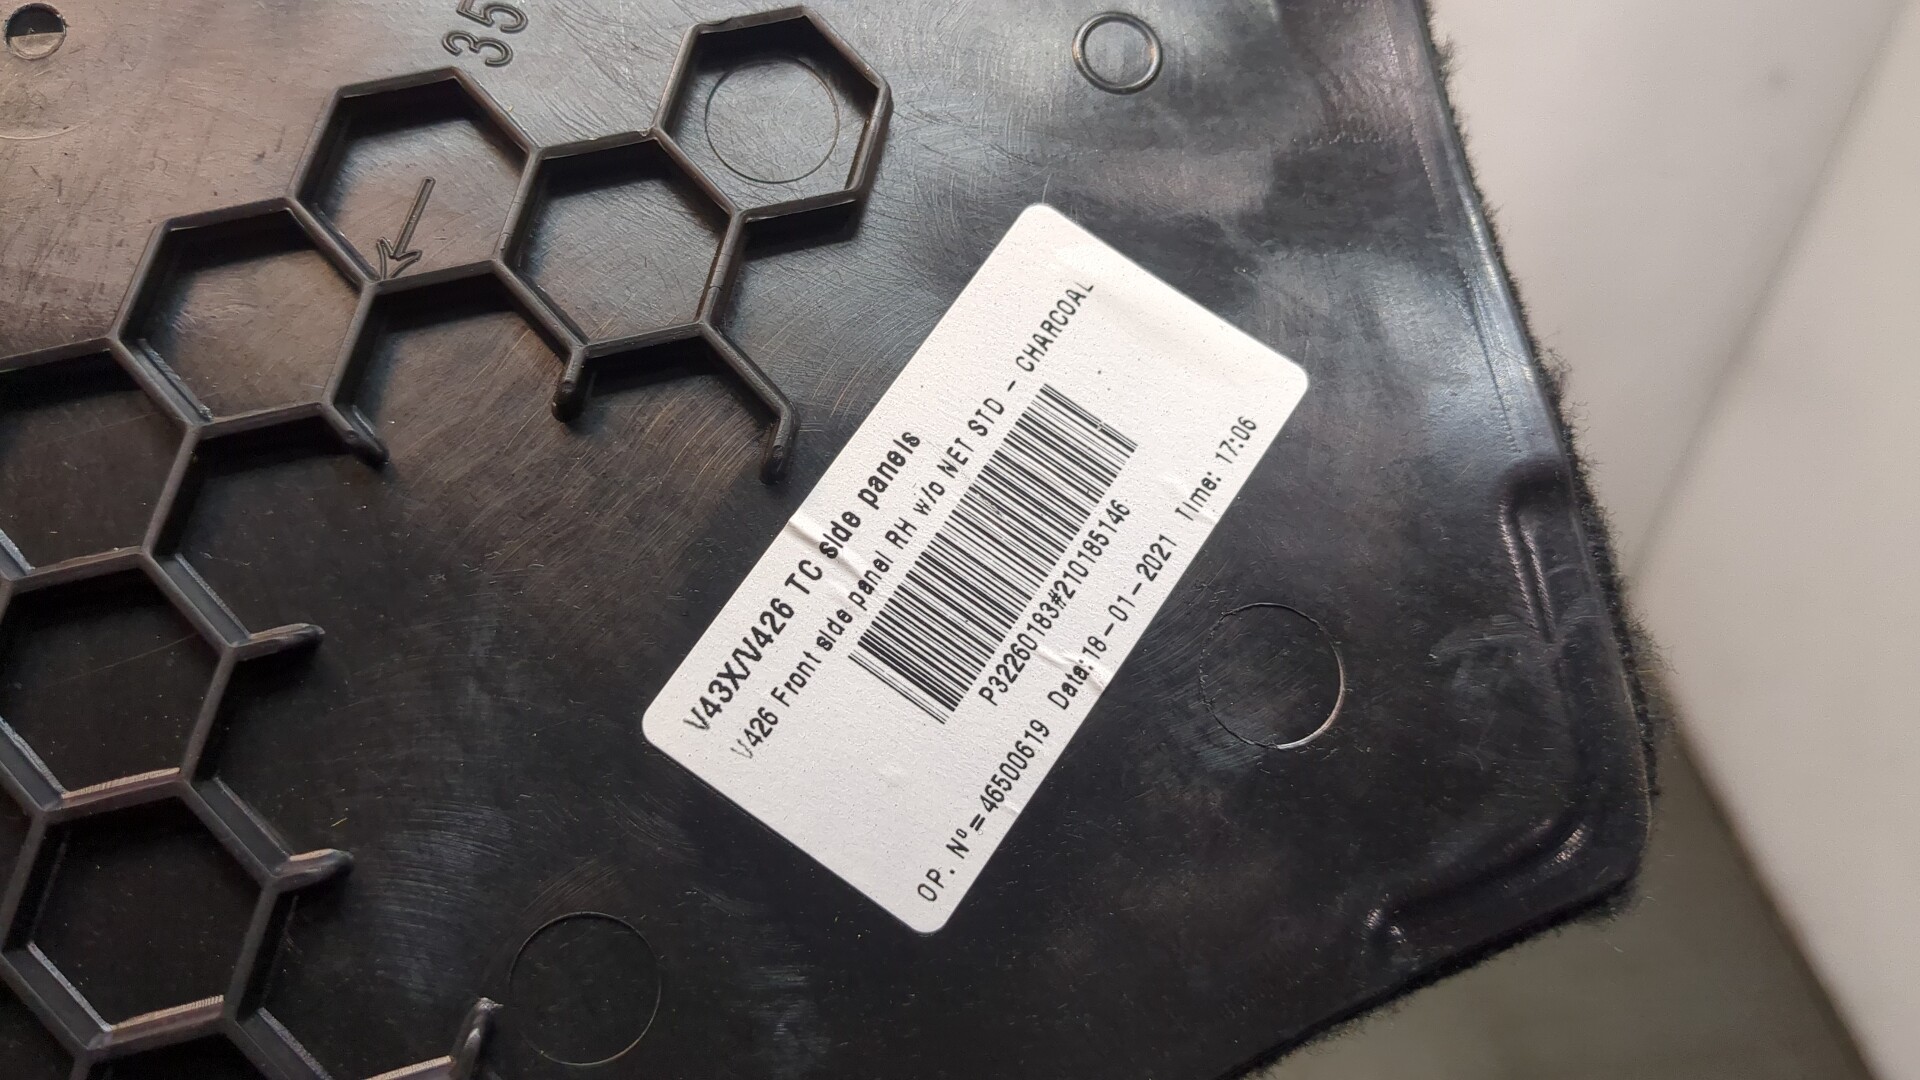 35
V43X/V426 TC side panels
V426 Front side panel RH w/o NET STD - CHARCOAL
P32260183#210185146
OP. Nº=46500619 Data:18-01-2021 Time: 17:06